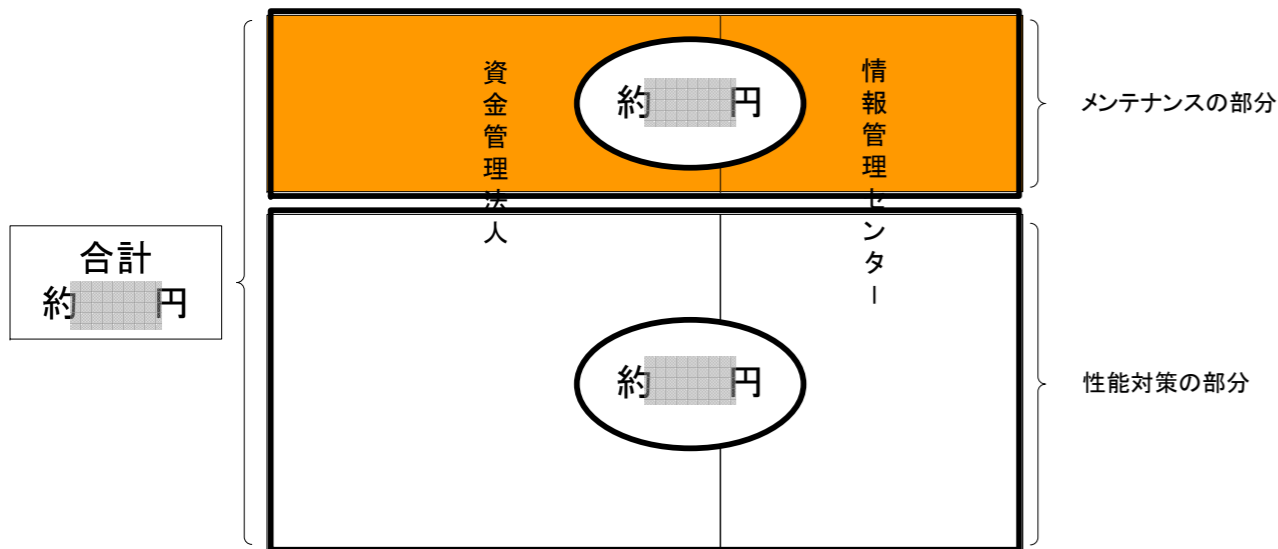 資金管理法人
情報管理センター
約 円
メンテナンスの部分
合計
約 円
約 円
性能対策の部分